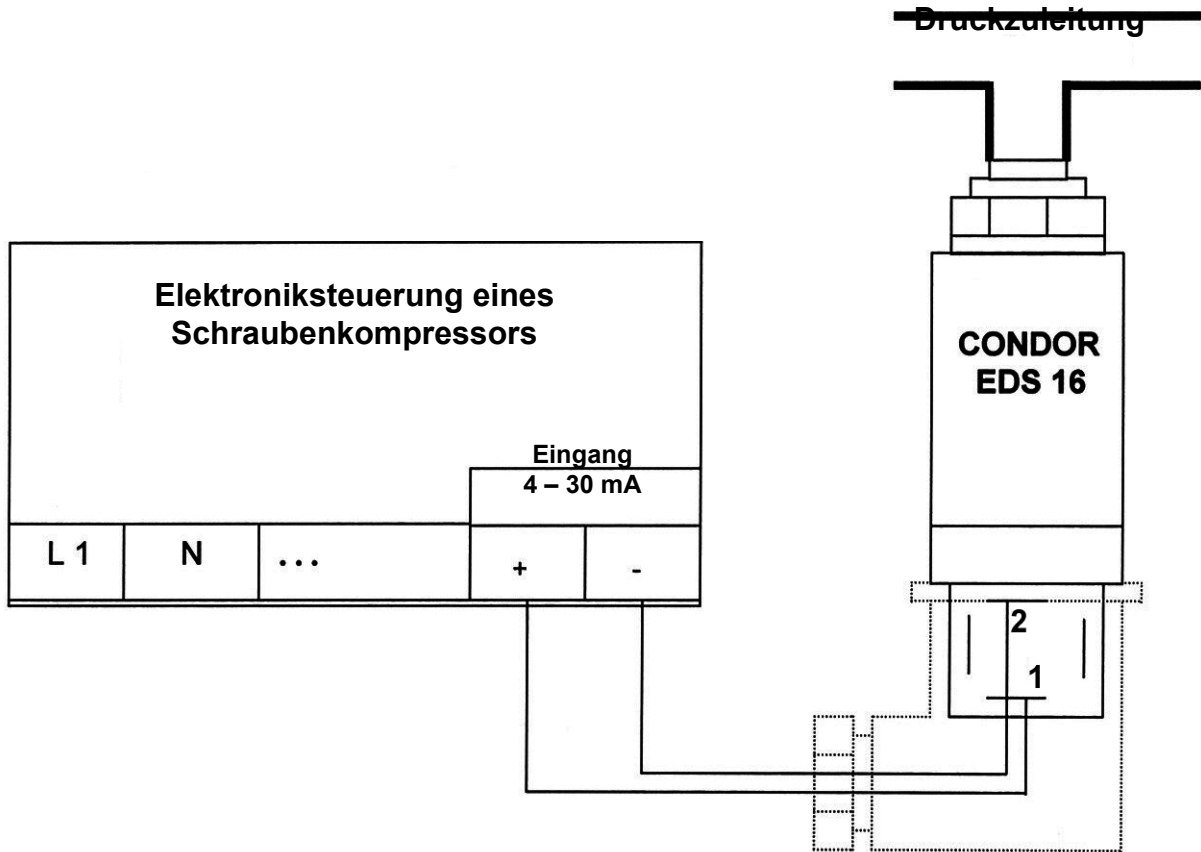 Druckzuleitung
Elektroniksteuerung eines
Schraubenkompressors
CONDOR
EDS 16
Eingang
4 – 30 mA
L 1 N ... + -
2
1